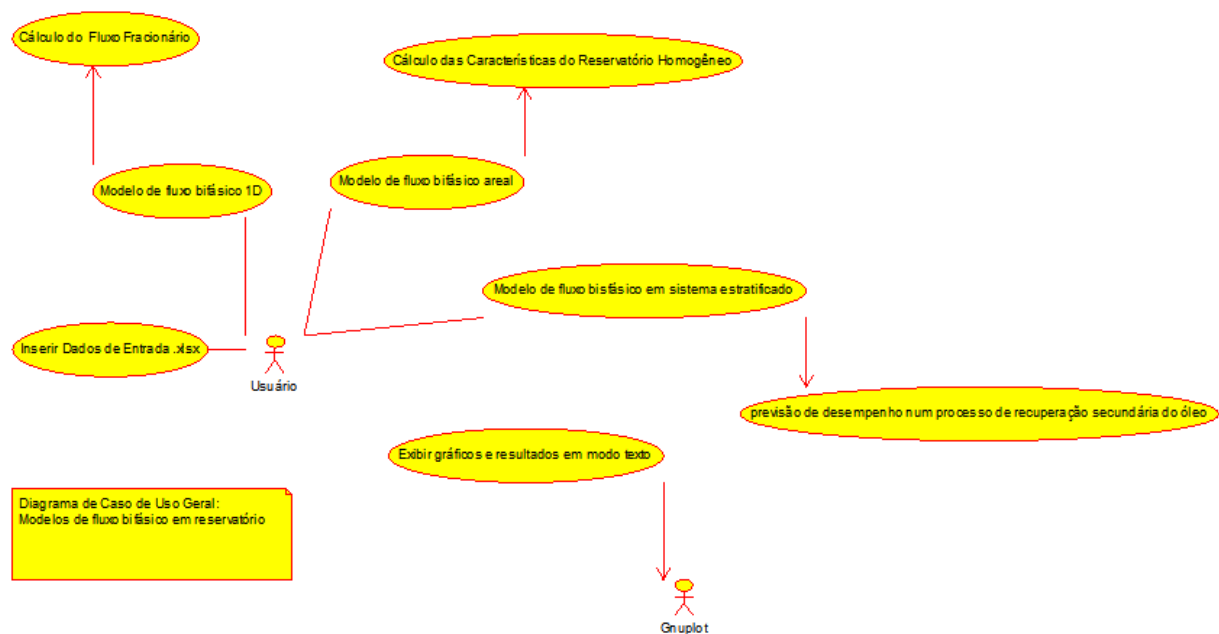 Cálculo do Fluxo Fracionário
Cálculo das Características do Reservatório Homogêneo
Modelo de fluxo bifásico 1D
Modelo de fluxo bifásico areal
Modelo de fluxo bisfásico em sistema estratificado
Inserir Dados de Entrada .xlsx
Usuário
previsão de desempenho num processo de recuperação secundária do óleo
Exibir gráficos e resultados em modo texto
Diagrama de Caso de Uso Geral:
Modelos de fluxo bifásico em reservatório
Gnuplot